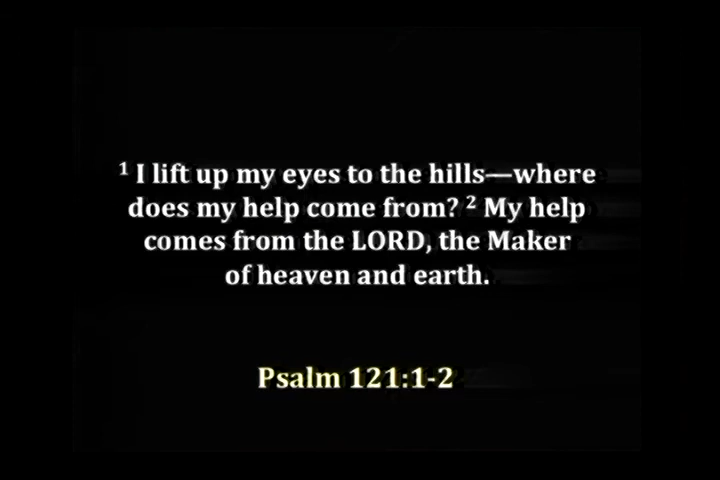 ¹ I lift up my eyes to the hills—where
does my help come from? ² My help
comes from the LORD, the Maker
of heaven and earth.
Psalm 121:1-2